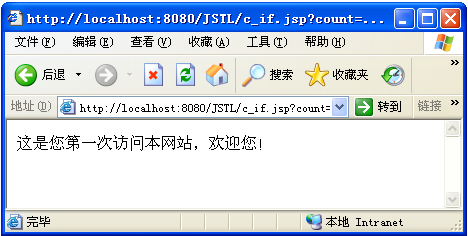 http://localhost:8080/JSTL/c_if.jsp?count=...
文件(F) 编辑(E) 查看(V) 收藏(A) 工具(T) 帮助(H) »
后退 搜索 收藏夹 »
地址(D) http://localhost:8080/JSTL/c_if.jsp?count= 转到 链接 »
这是您第一次访问本网站，欢迎您!
完毕 本地 Intranet